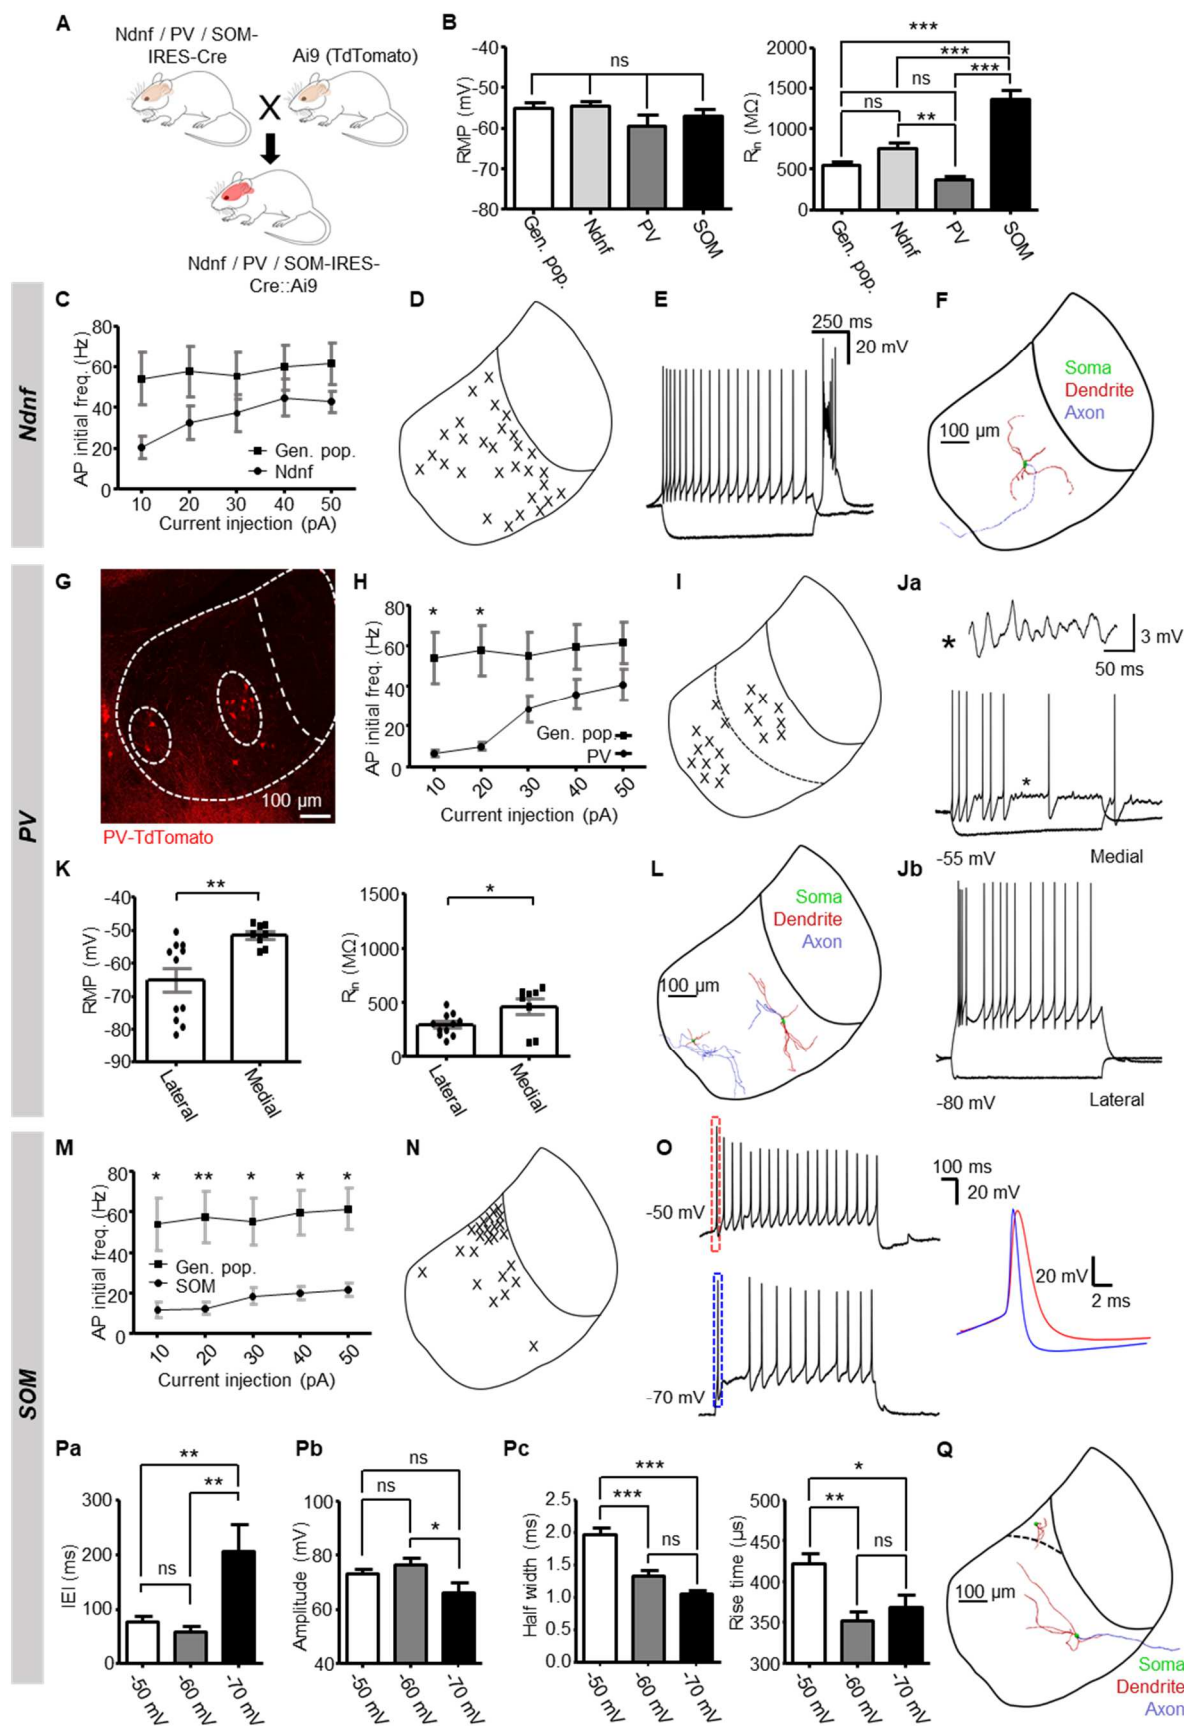 A
Ndnf / PV / SOM-
IRES-Cre
Ai9 (TdTomato)
X
Ndnf / PV / SOM-IRES-
Cre::Ai9
B
RMP (mV)
-40
-50
-60
-70
-80
ns
Gen. pop.
Ndnf
PV
SOM
Rin (MΩ)
2000
1500
1000
500
0
***
***
ns
***
ns
**
Gen. pop.
Ndnf
PV
SOM
Ndnf
C
AP initial freq. (Hz)
80
60
40
20
0
Gen. pop.
Ndnf
10 20 30 40 50
Current injection (pA)
D
E
250 ms
20 mV
F
Soma
Dendrite
Axon
100 µm
PV
G
100 µm
PV-TdTomato
H
AP initial freq. (Hz)
80
60
40
20
0
* *
Gen. pop.
PV
10 20 30 40 50
Current injection (pA)
I
Ja
*
3 mV
50 ms
*
-55 mV
Medial
K
RMP (mV)
-40
-50
-60
-70
-80
-90
**
Lateral
Medial
Rin (MΩ)
1500
1000
500
0
*
Lateral
Medial
L
Soma
Dendrite
Axon
100 µm
Jb
-80 mV
Lateral
SOM
M
AP initial freq. (Hz)
80
60
40
20
0
* ** * * *
Gen. pop.
SOM
10 20 30 40 50
Current injection (pA)
N
O
-50 mV
-70 mV
100 ms
20 mV
20 mV
2 ms
Pa
IEI (ms)
300
200
100
0
**
**
ns
-50 mV
-60 mV
-70 mV
Pb
Amplitude (mV)
100
80
60
40
ns
ns
*
-50 mV
-60 mV
-70 mV
Pc
Half width (ms)
2.5
2.0
1.5
1.0
0.5
0.0
***
***
ns
-50 mV
-60 mV
-70 mV
Rise time (µs)
500
450
400
350
300
*
**
ns
-50 mV
-60 mV
-70 mV
Q
100 µm
Soma
Dendrite
Axon